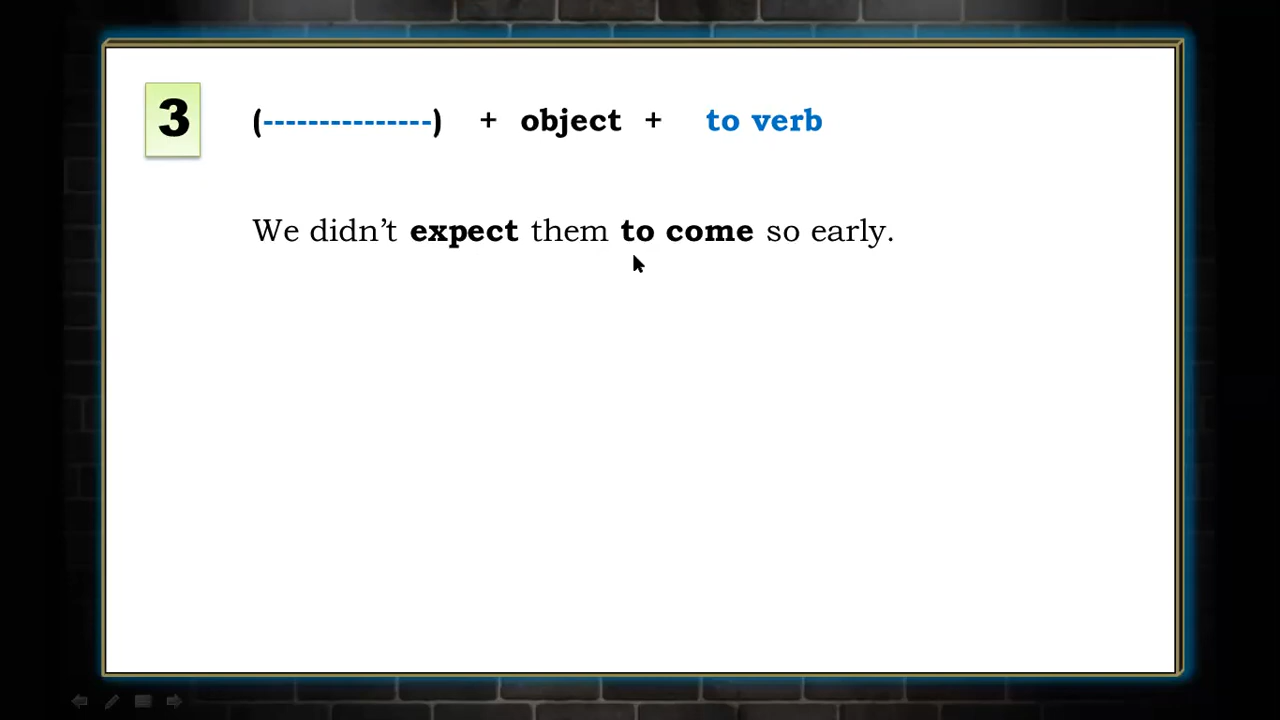 3 (---------------) + object + to verb
We didn’t expect them to come so early.